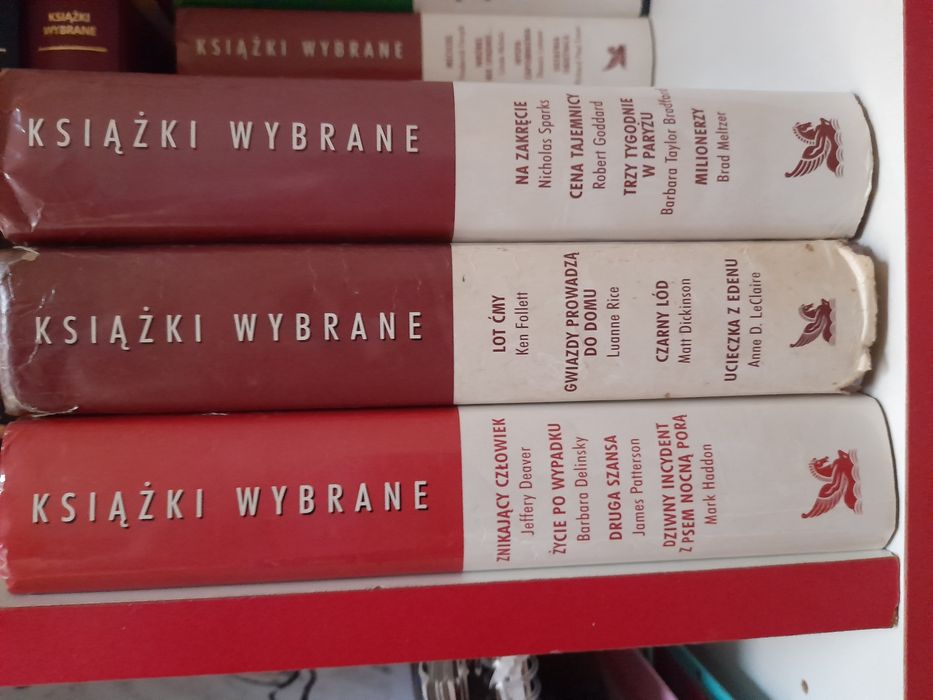 KSIĄŻKI
WYBRANE
KSIĄŻKI WYBRANE
KSIĄŻKI WYBRANE
NA ZAKRĘCIE
Nicholas Sparks
CENA TAJEMNICY
Robert Goddard
TRZY TYGODNIE
W PARYŻU
Barbara Taylor Bradford
MILIONERZY
Brad Meltzer
KSIĄŻKI WYBRANE
LOT ĆMY
Ken Follett
GWIAZDY PROWADZĄ
DO DOMU
Luanne Rice
CZARNY LÓD
Matt Dickinson
UCIECZKA Z EDENU
Anne D. LeClaire
KSIĄŻKI WYBRANE
ZNIKAJĄCY CZŁOWIEK
Jeffery Deaver
ŻYCIE PO WYPADKU
Barbara Delinsky
DRUGA SZANSA
James Patterson
DZIWNY INCYDENT
Z PSEM NOCNĄ PORĄ
Mark Haddon